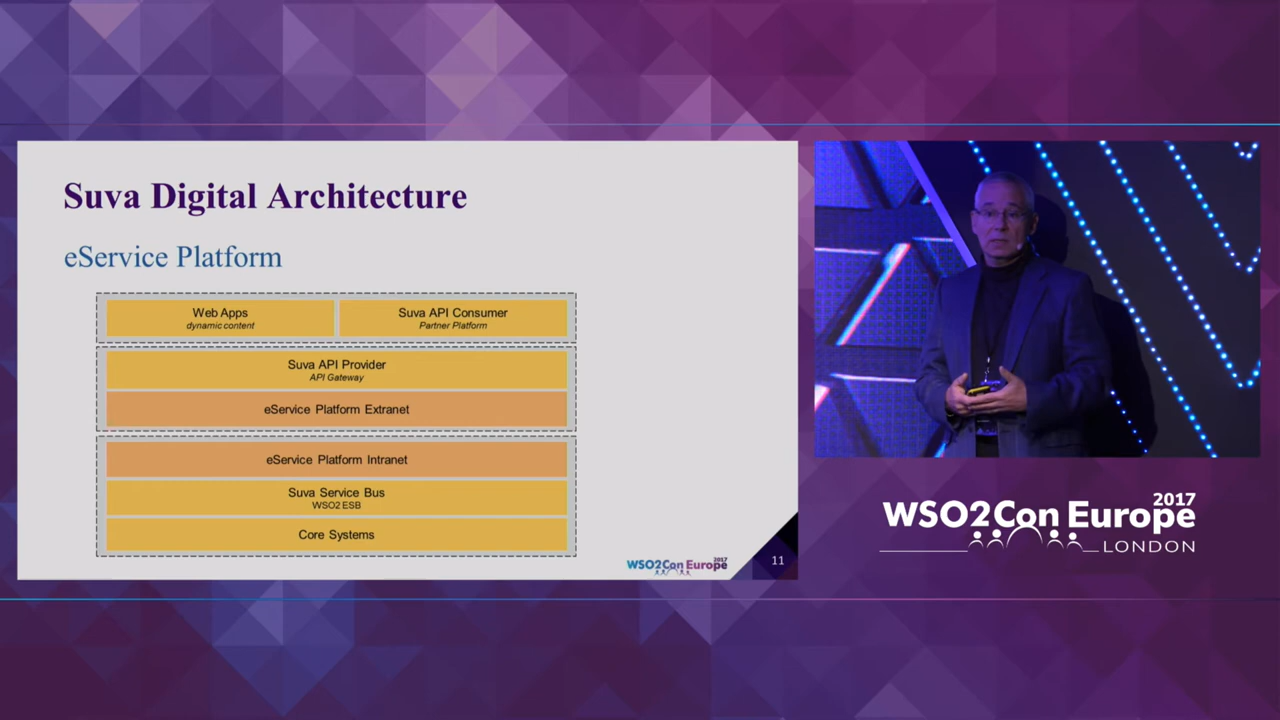 Suva Digital Architecture
eService Platform
Web Apps
dynamic content
Suva API Consumer
Partner Platform
Suva API Provider
API Gateway
eService Platform Extranet
eService Platform Intranet
Suva Service Bus
WSO2 ESB
Core Systems
WSO2Con Europe 2017
11
2017
WSO2Con Europe
LONDON